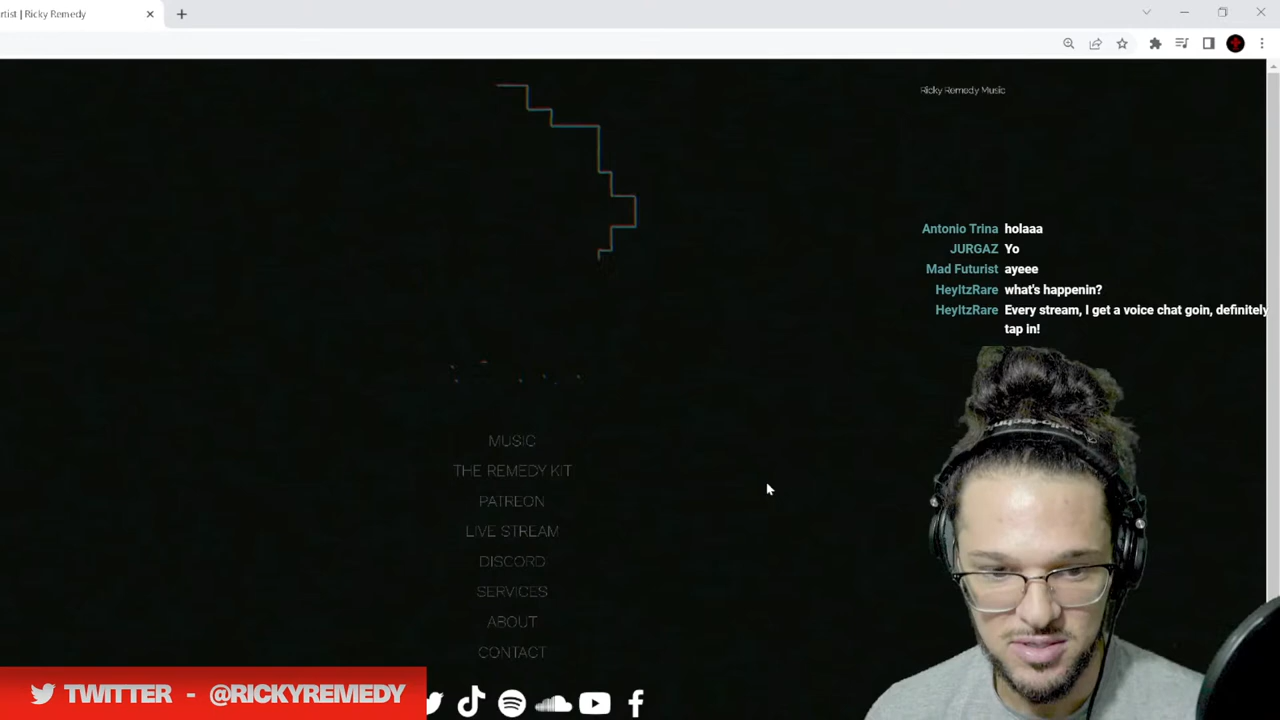 rtist | Ricky Remedy
Ricky Remedy Music
Antonio Trina holaaa
JURGAZ Yo
Mad Futurist ayeee
HeyItzRare what's happenin?
HeyItzRare Every stream, I get a voice chat goin, definitely
tap in!
MUSIC
THE REMEDY KIT
PATREON
LIVE STREAM
DISCORD
SERVICES
ABOUT
CONTACT
TWITTER - @RICKYREMEDY